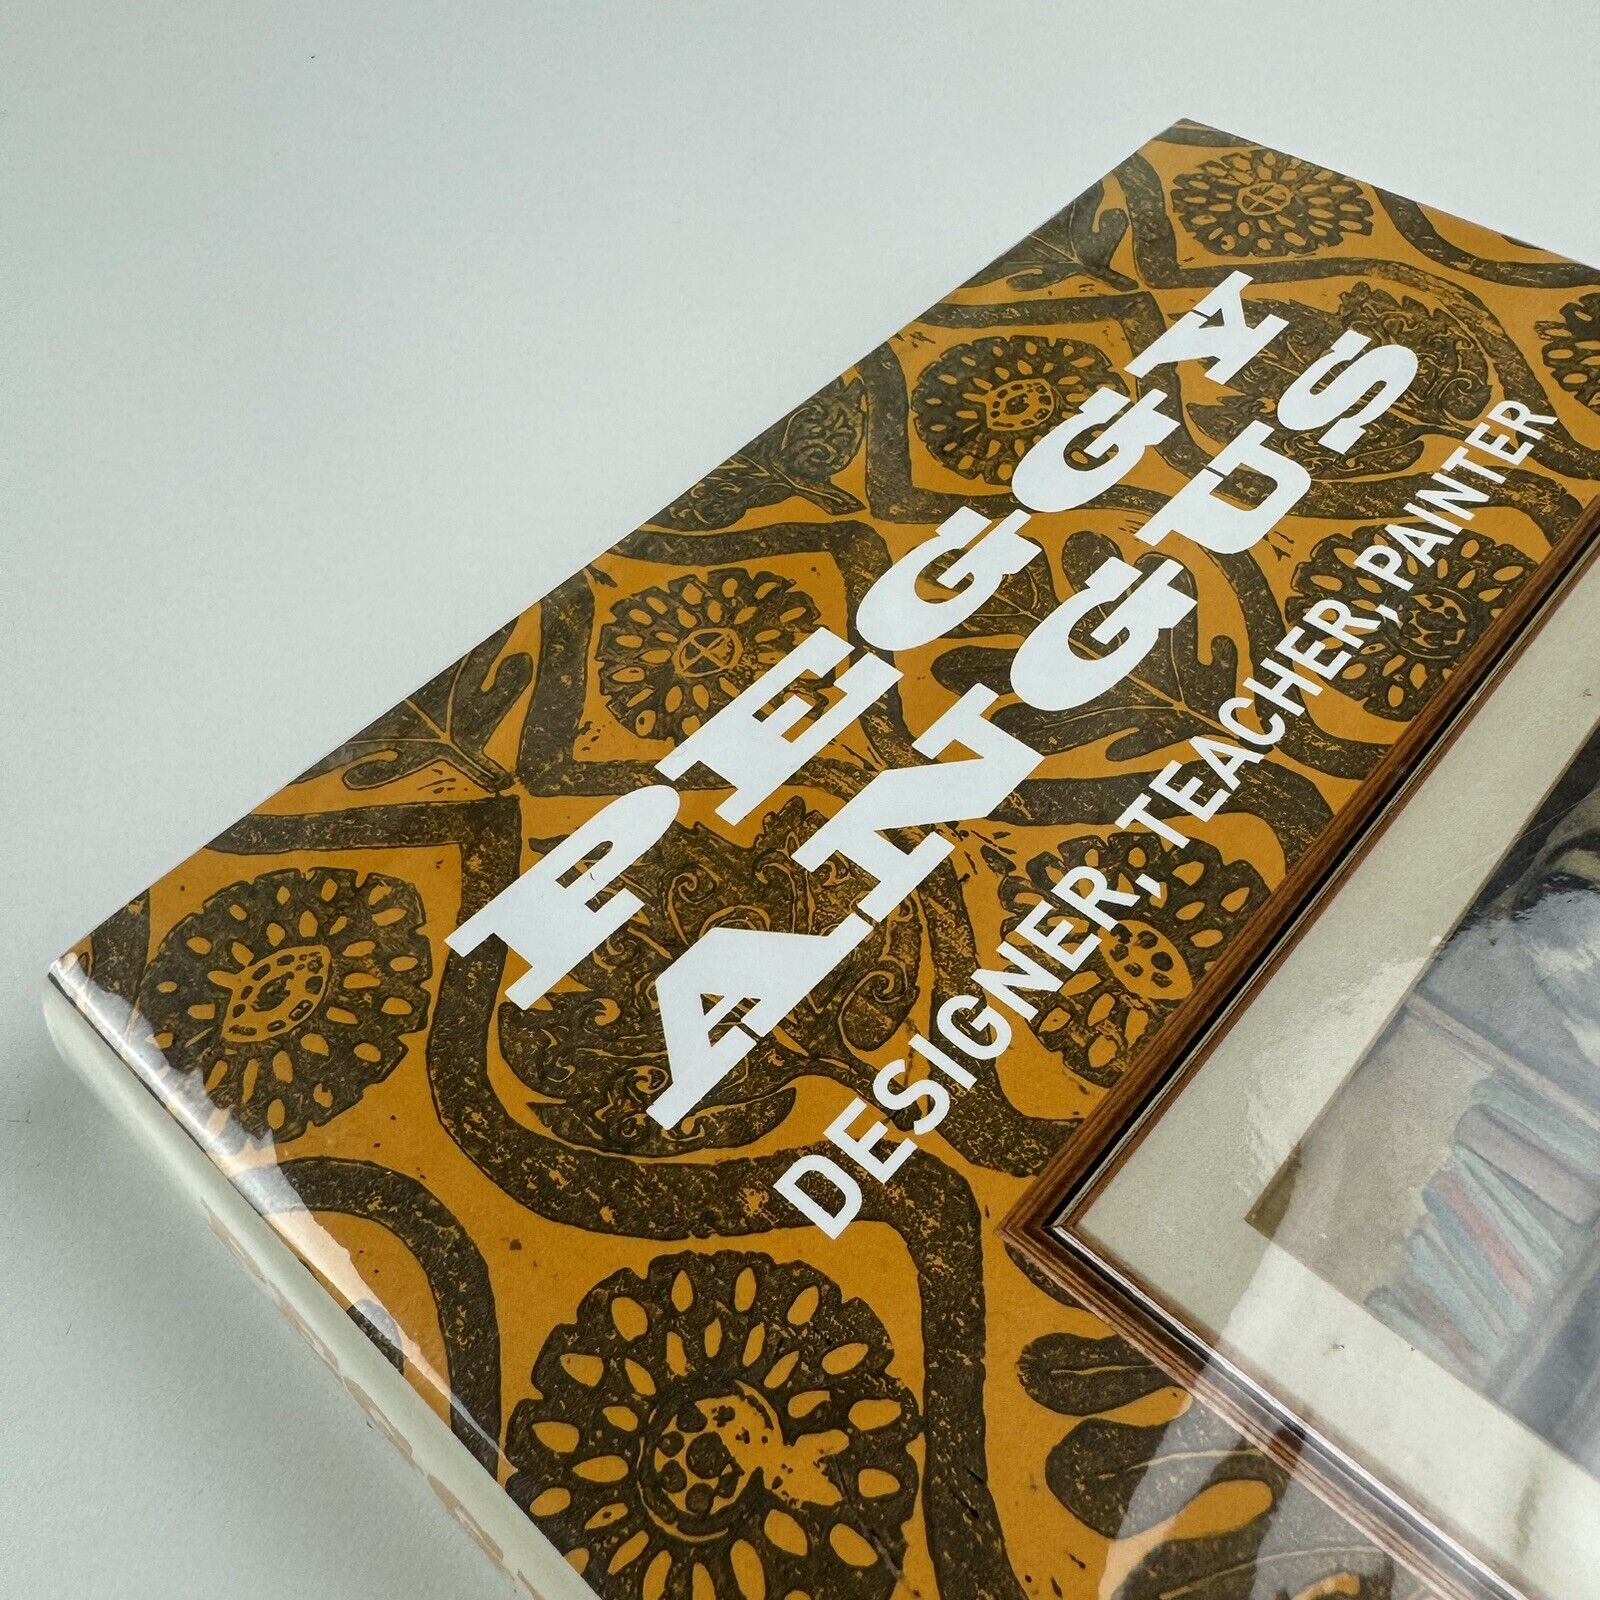 PEGGY
ANGUS
DESIGNER, TEACHER, PAINTER